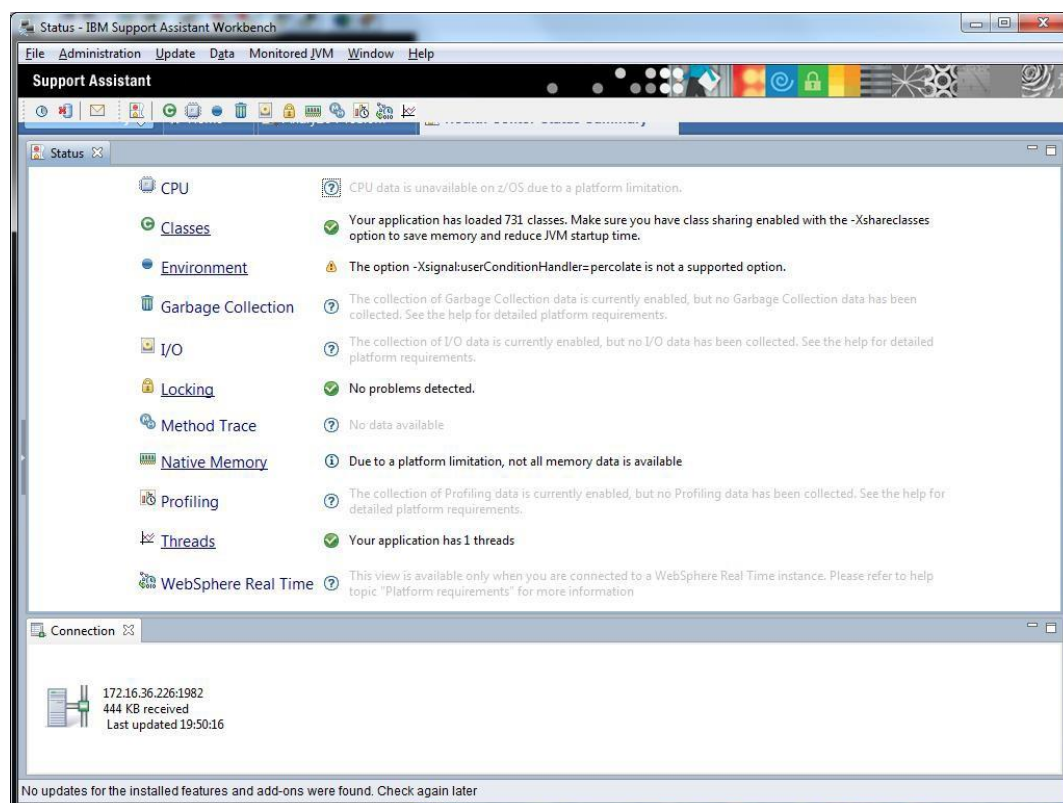 Status - IBM Support Assistant Workbench
File Administration Update Data Monitored JVM Window Help
Support Assistant
Status
CPU
CPU data is unavailable on z/OS due to a platform limitation.
Classes
Your application has loaded 731 classes. Make sure you have class sharing enabled with the -Xshareclasses
option to save memory and reduce JVM startup time.
Environment
The option -Xsignal:userConditionHandler=percolate is not a supported option.
Garbage Collection
The collection of Garbage Collection data is currently enabled, but no Garbage Collection data has been
collected. See the help for detailed platform requirements.
I/O
The collection of I/O data is currently enabled, but no I/O data has been collected. See the help for detailed
platform requirements.
Locking
No problems detected.
Method Trace
No data available
Native Memory
Due to a platform limitation, not all memory data is available
Profiling
The collection of Profiling data is currently enabled, but no Profiling data has been collected. See the help for
detailed platform requirements.
Threads
Your application has 1 threads
WebSphere Real Time
This view is available only when you are connected to a WebSphere Real Time instance. Please refer to help
topic "Platform requirements" for more information
Connection
172.16.36.226:1982
444 KB received
Last updated 19:50:16
No updates for the installed features and add-ons were found. Check again later